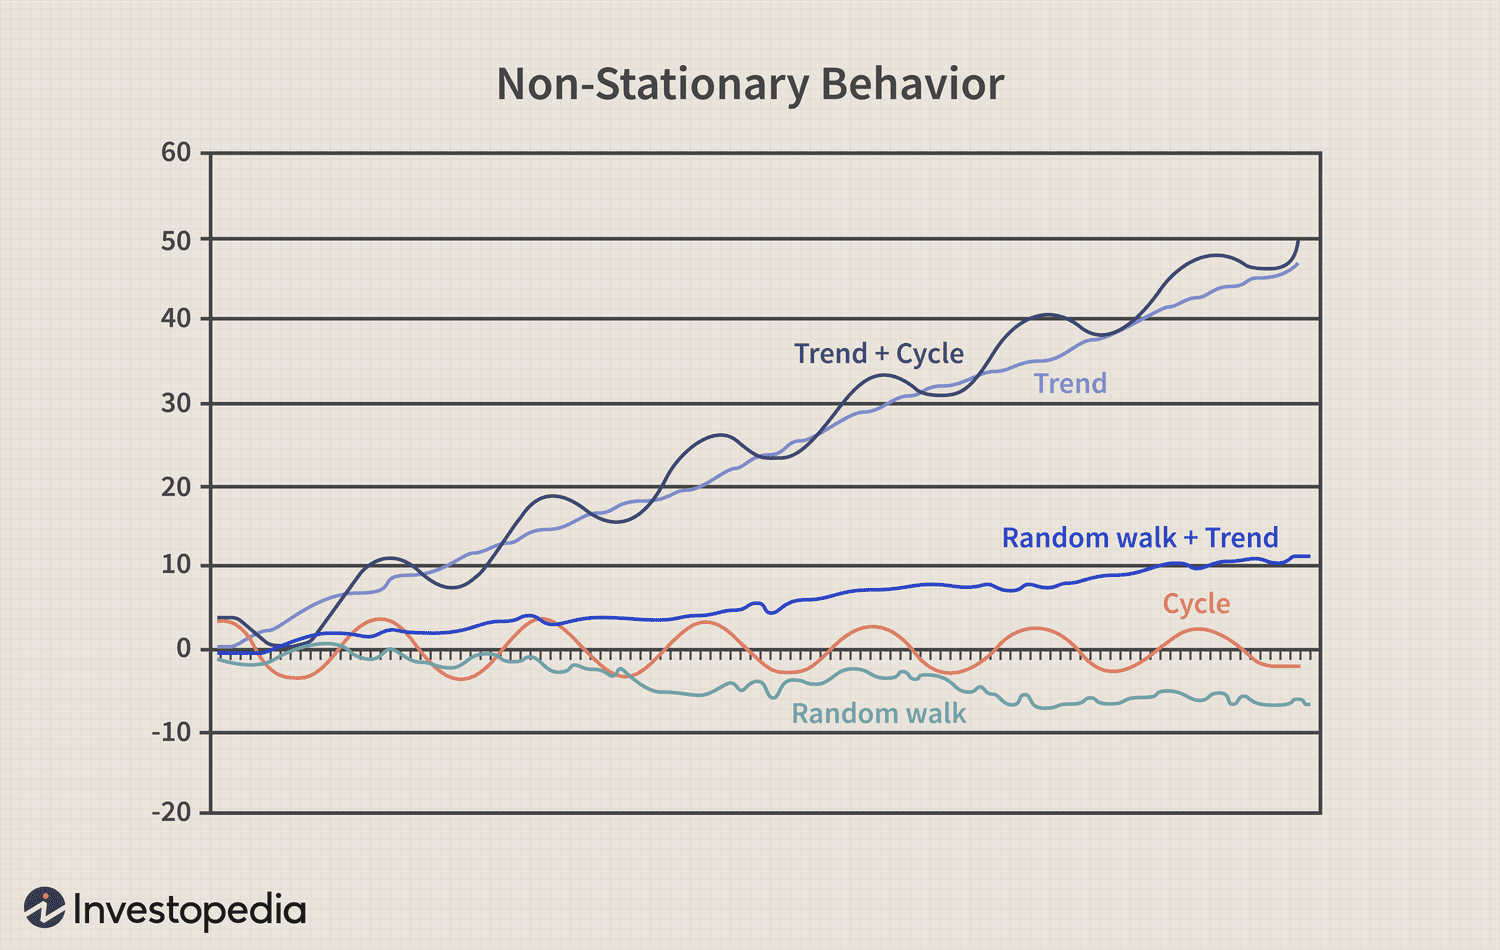 Non-Stationary Behavior
60
50
40
Trend + Cycle
Trend
30
20
Random walk + Trend
10
Cycle
0
Random walk
-10
-20
Investopedia